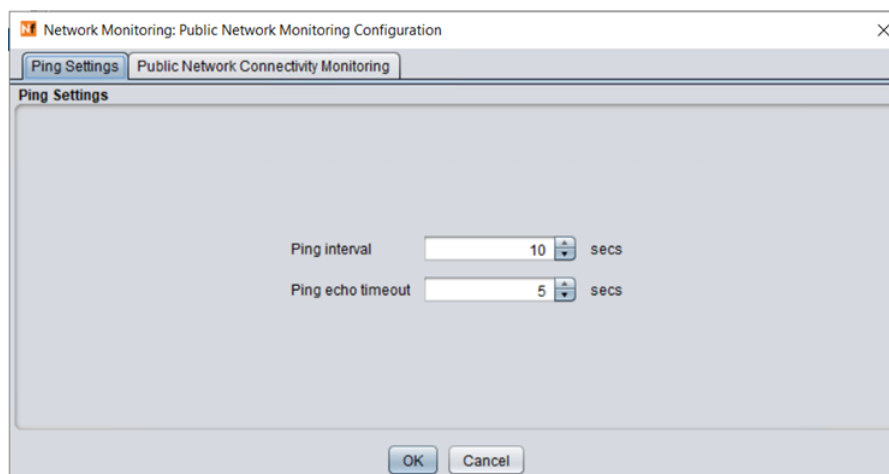 Nf Network Monitoring: Public Network Monitoring Configuration
Ping Settings Public Network Connectivity Monitoring
Ping Settings
Ping interval 10 secs
Ping echo timeout 5 secs
OK Cancel